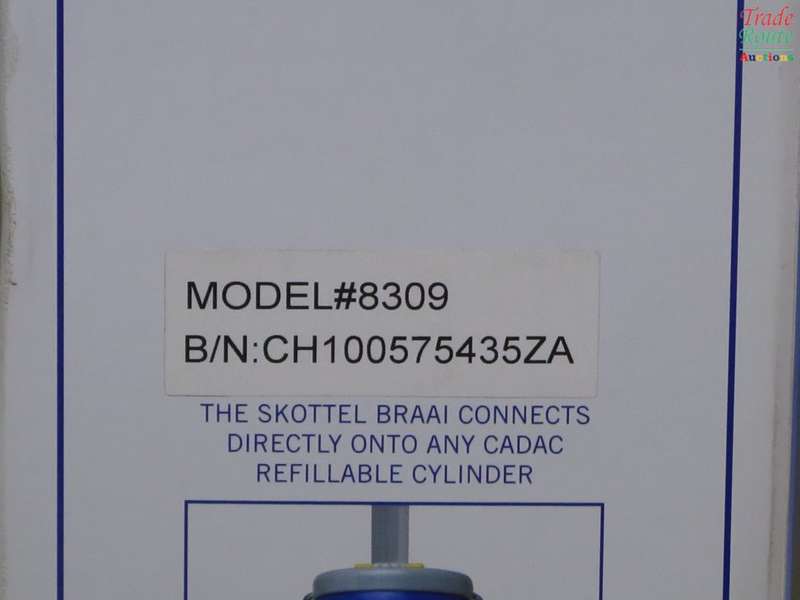 Trade
Route
Auctions
MODEL#8309
B/N:CH100575435ZA
THE SKOTTEL BRAAI CONNECTS
DIRECTLY ONTO ANY CADAC
REFILLABLE CYLINDER